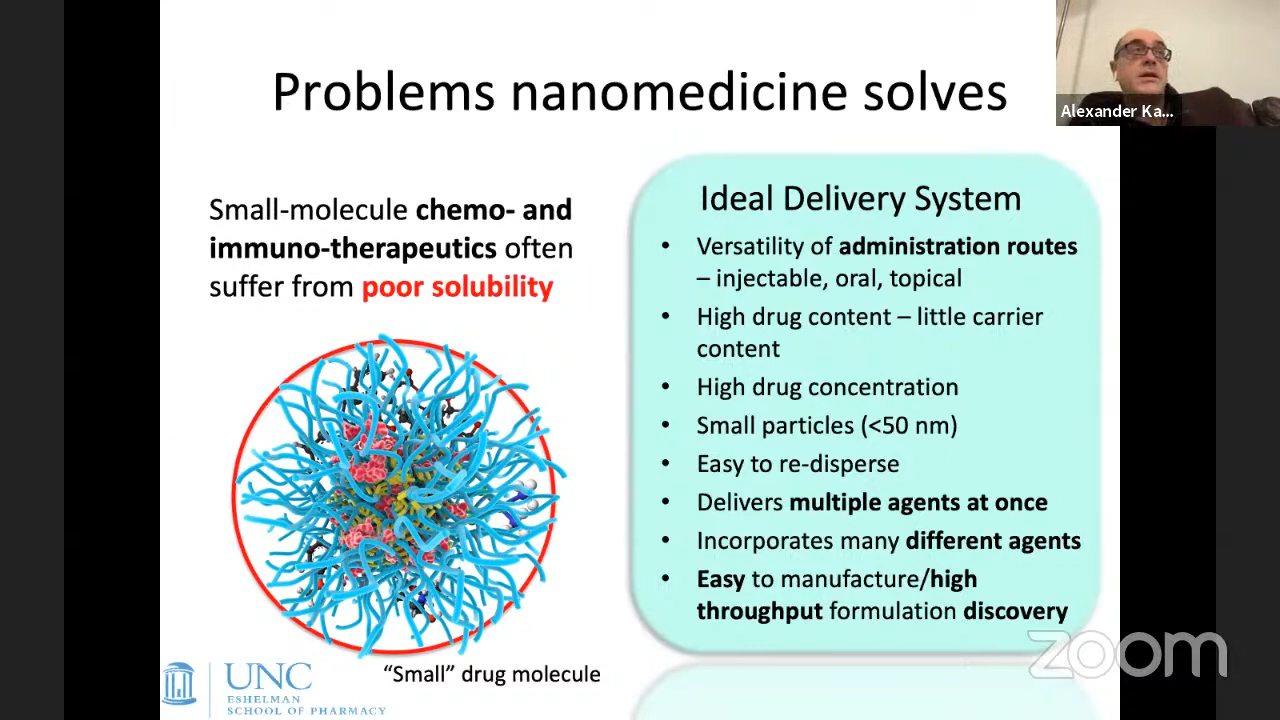 Problems nanomedicine solves
Alexander Ka...
Small-molecule chemo- and
immuno-therapeutics often
suffer from poor solubility
Ideal Delivery System
• Versatility of administration routes
– injectable, oral, topical
• High drug content – little carrier
content
• High drug concentration
• Small particles (<50 nm)
• Easy to re-disperse
• Delivers multiple agents at once
• Incorporates many different agents
• Easy to manufacture/high
throughput formulation discovery
“Small” drug molecule
UNC
ESHELMAN
SCHOOL OF PHARMACY
zoom